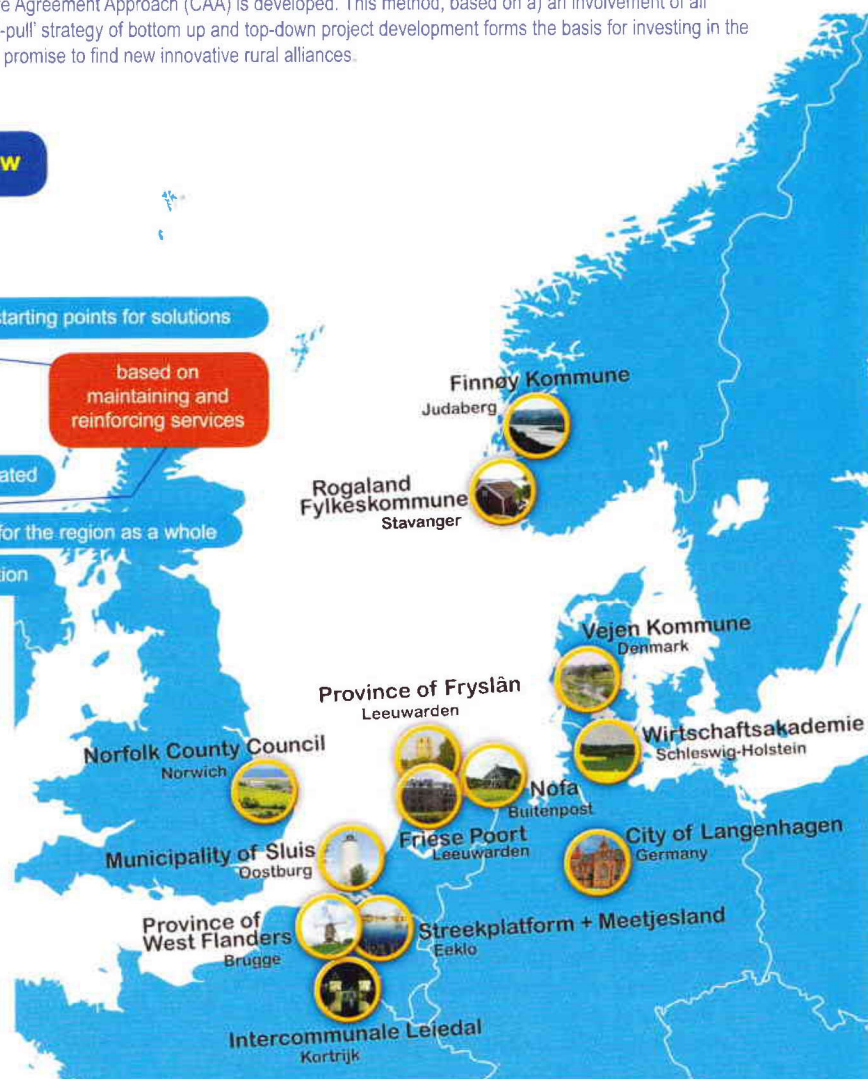 e Agreement Approach (CAA) is developed. This method, based on a) an involvement of all
-pull' strategy of bottom up and top-down project development forms the basis for investing in the
promise to find new innovative rural alliances.
w
tarting points for solutions
based on
maintaining and
reinforcing services
ated
for the region as a whole
tion
Finnøy Kommune
Judaberg
Rogaland
Fylkeskommune
Stavanger
Vejen Kommune
Denmark
Province of Fryslân
Leeuwarden
Wirtschaftsakademie
Schleswig-Holstein
Norfolk County Council
Norwich
Nofa
Buitenpost
Friese Poort
Leeuwarden
City of Langenhagen
Germany
Municipality of Sluis
Oostburg
Province of
West Flanders
Brugge
Streekplatform + Meetjesland
Eeklo
Intercommunale Leiedal
Kortrijk